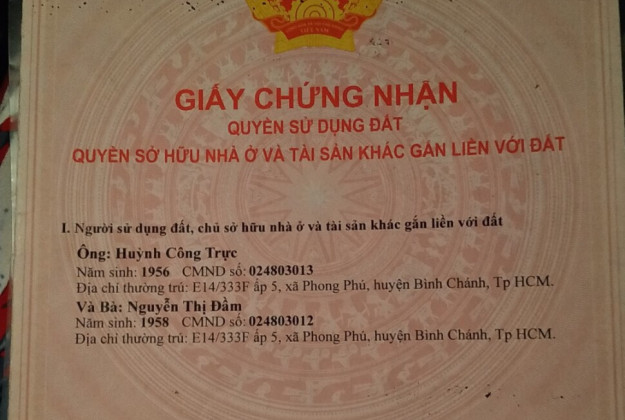 GIẤY CHỨNG NHẬN
QUYỀN SỬ DỤNG ĐẤT
QUYỀN SỞ HỮU NHÀ Ở VÀ TÀI SẢN KHÁC GẮN LIỀN VỚI ĐẤT
I. Người sử dụng đất, chủ sở hữu nhà ở và tài sản khác gắn liền với đất
Ông: Huỳnh Công Trực
Năm sinh: 1956 CMND số: 024803013
Địa chỉ thường trú: E14/333F ấp 5, xã Phong Phú, huyện Bình Chánh, Tp HCM.
Và Bà: Nguyễn Thị Đầm
Năm sinh: 1958 CMND số: 024803012
Địa chỉ thường trú: E14/333F ấp 5, xã Phong Phú, huyện Bình Chánh, Tp HCM.